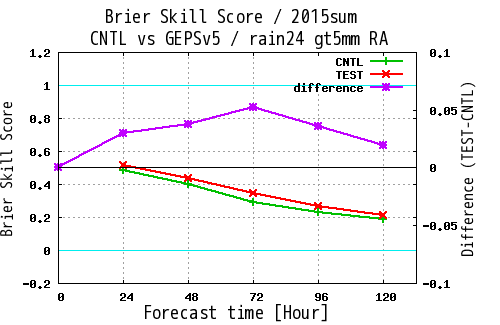 Brier Skill Score / 2015sum
CNTL vs GEPSv5 / rain24 gt5mm RA
CNTL
TEST
difference
1.2
1
0.8
0.6
0.4
0.2
0
-0.2
Brier Skill Score
0.1
0.05
0
-0.05
-0.1
Difference (TEST-CNTL)
0 24 48 72 96 120
Forecast time [Hour]